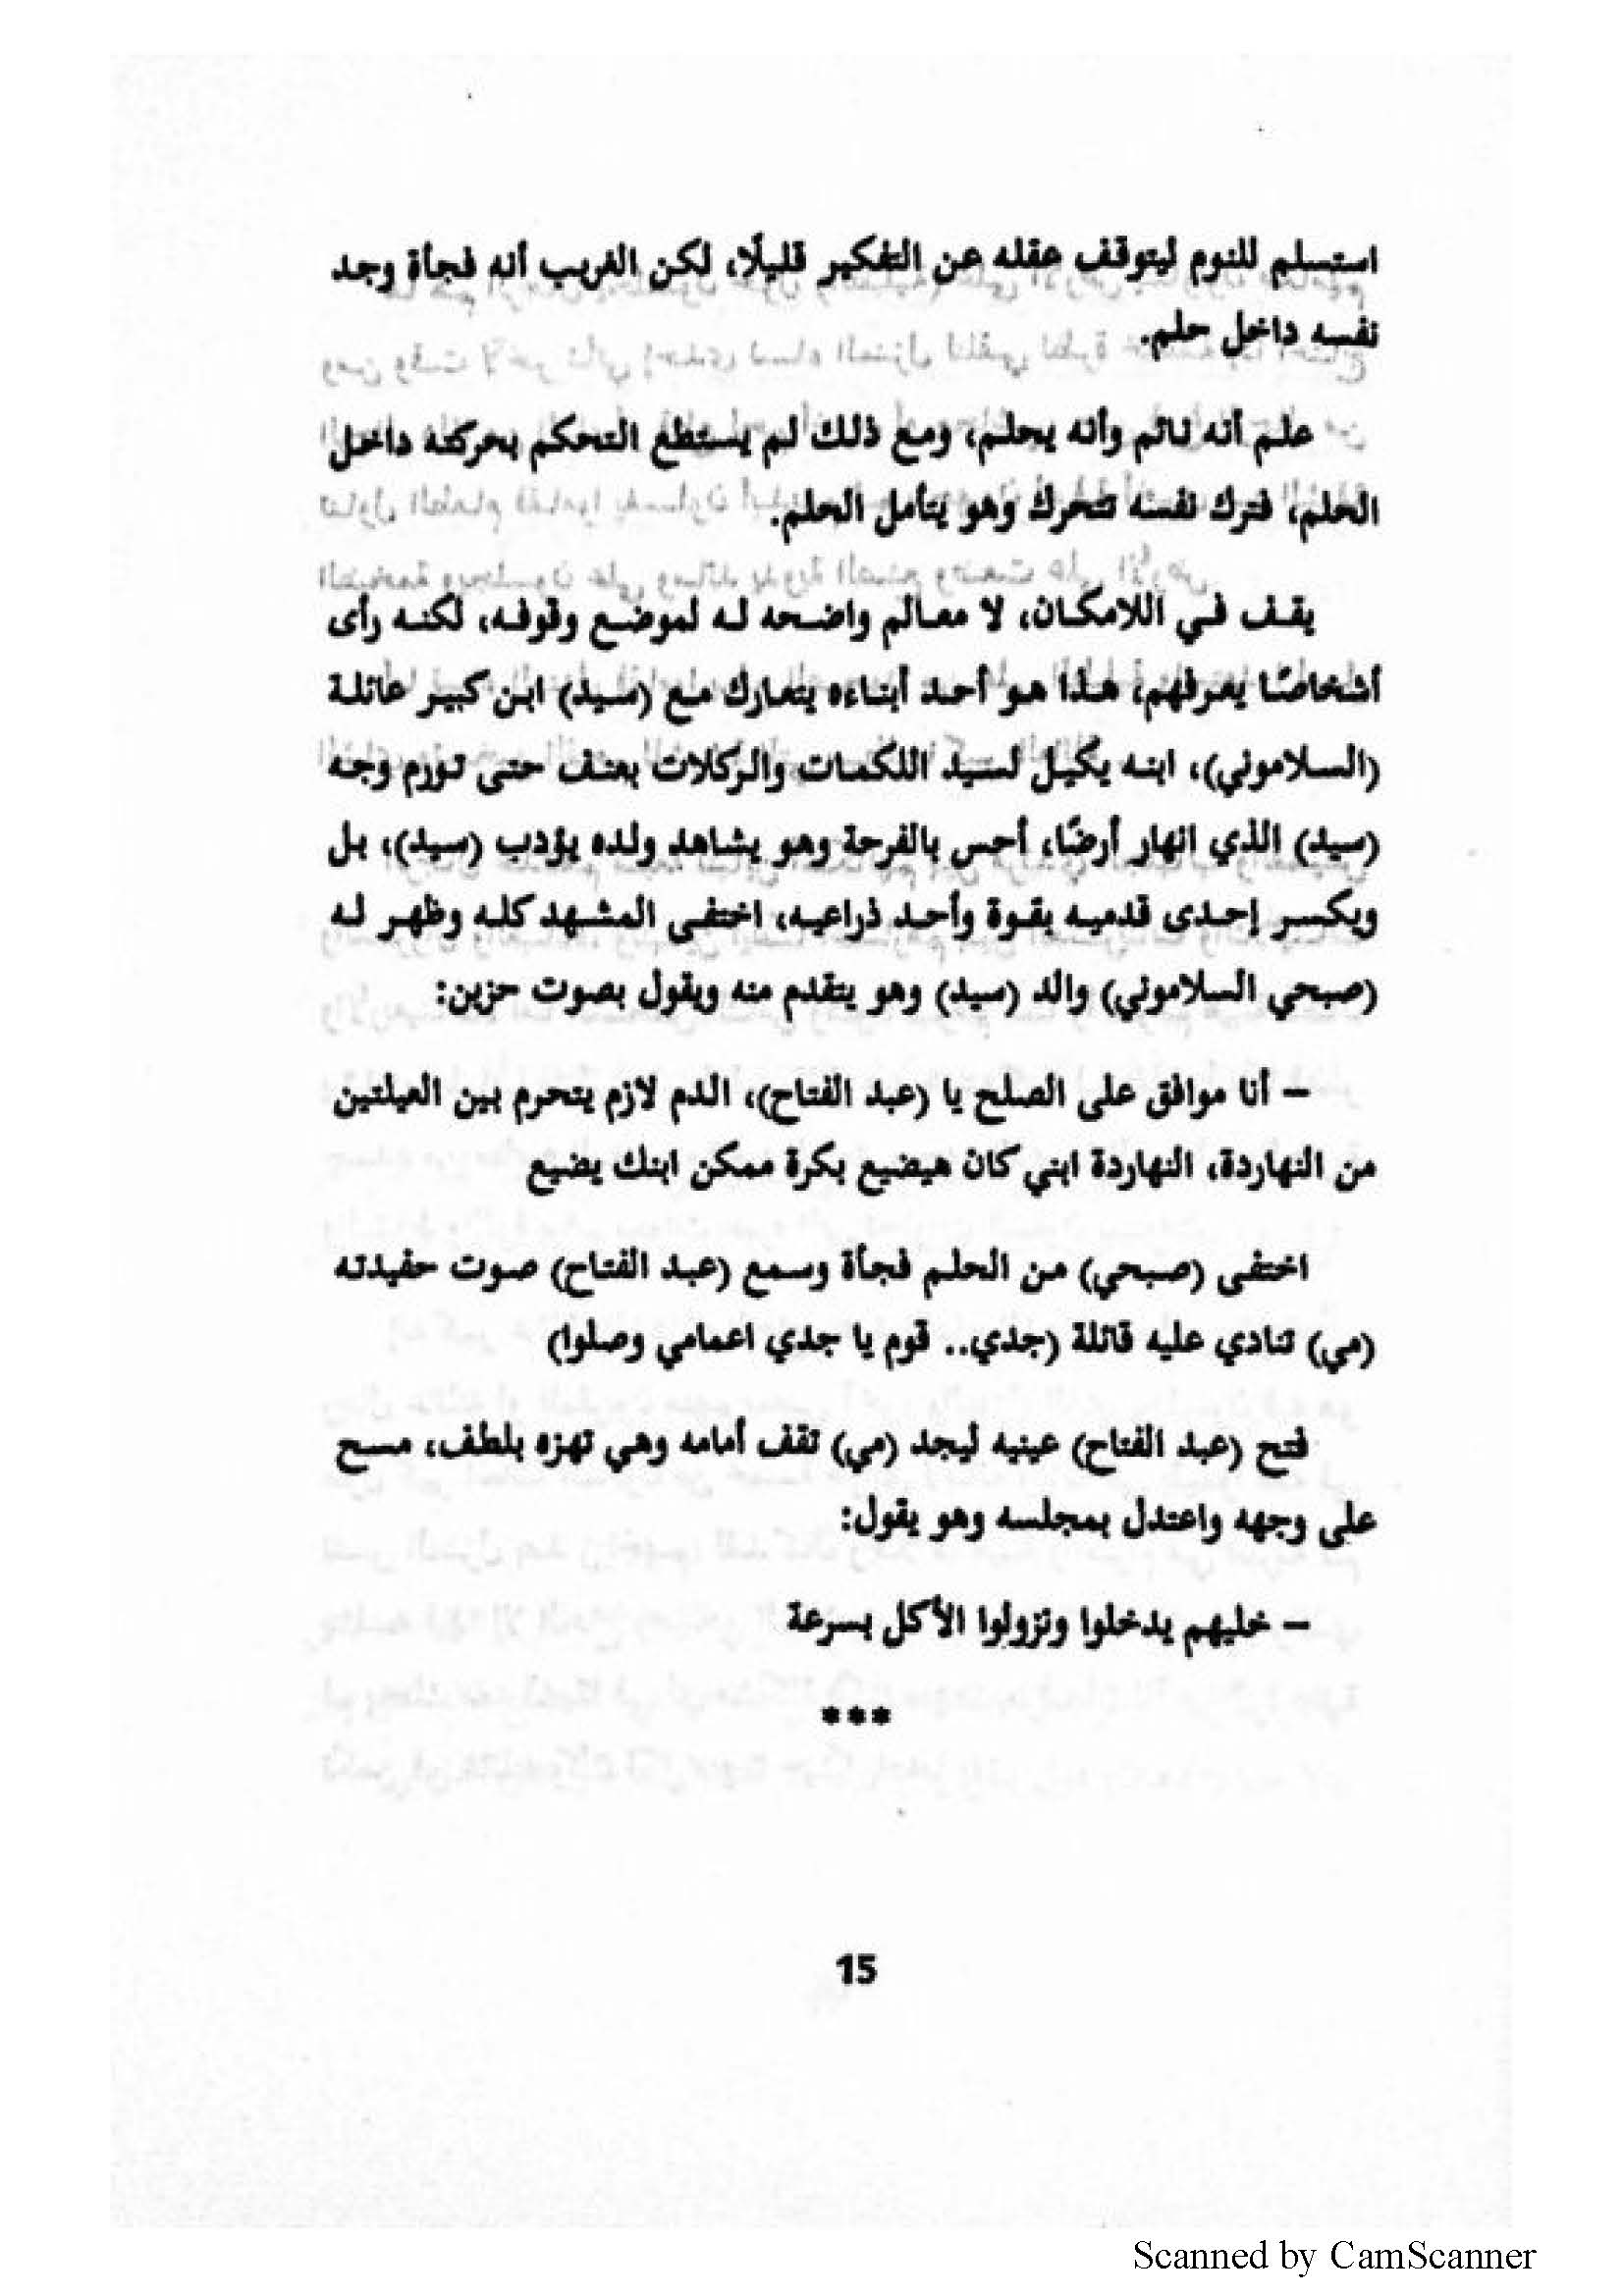 استسلم للنوم ليتوقف عقله عن التفكير قليلًا، لكن الغريب أنه فجأة وجد
نفسه داخل حلم.
علم أنه نائم وأنه يحلم، ومع ذلك لم يستطع التحكم بحركته داخل
الحلم، فترك نفسه تتحرك وهو يتأمل الحلم.
يقف في اللامكان، لا معالم واضحه له لموضع وقوفه، لكنه رأى
أشخاصًا يعرفهم، هذا هو أحد أبناءه يتعارك مع (سيد) ابن كبير عائلة
(السلاموني)، ابنه يكيل لسيد اللكمات والركلات بعنف حتى تورم وجه
(سيد) الذي انهار أرضًا، أحس بالفرحة وهو يشاهد ولده يؤدب (سيد)، بل
ويكسر إحدى قدميه بقوة وأحد ذراعيه، اختفى المشهد كله وظهر له
(صبحي السلاموني) والد (سيد) وهو يتقدم منه ويقول بصوت حزين:
– أنا موافق على الصلح يا (عبد الفتاح)، الدم لازم يتحرم بين العيلتين
من النهاردة، النهاردة ابني كان هيضيع بكرة ممكن ابنك يضيع
اختفى (صبحي) من الحلم فجأة وسمع (عبد الفتاح) صوت حفيدته
(مي) تنادي عليه قائلة (جدي.. قوم يا جدي اعمامي وصلوا)
فتح (عبد الفتاح) عينيه ليجد (مي) تقف أمامه وهي تهزه بلطف، مسح
على وجهه واعتدل بمجلسه وهو يقول:
– خليهم يدخلوا ونزولوا الأكل بسرعة
***
15
Scanned by CamScanner